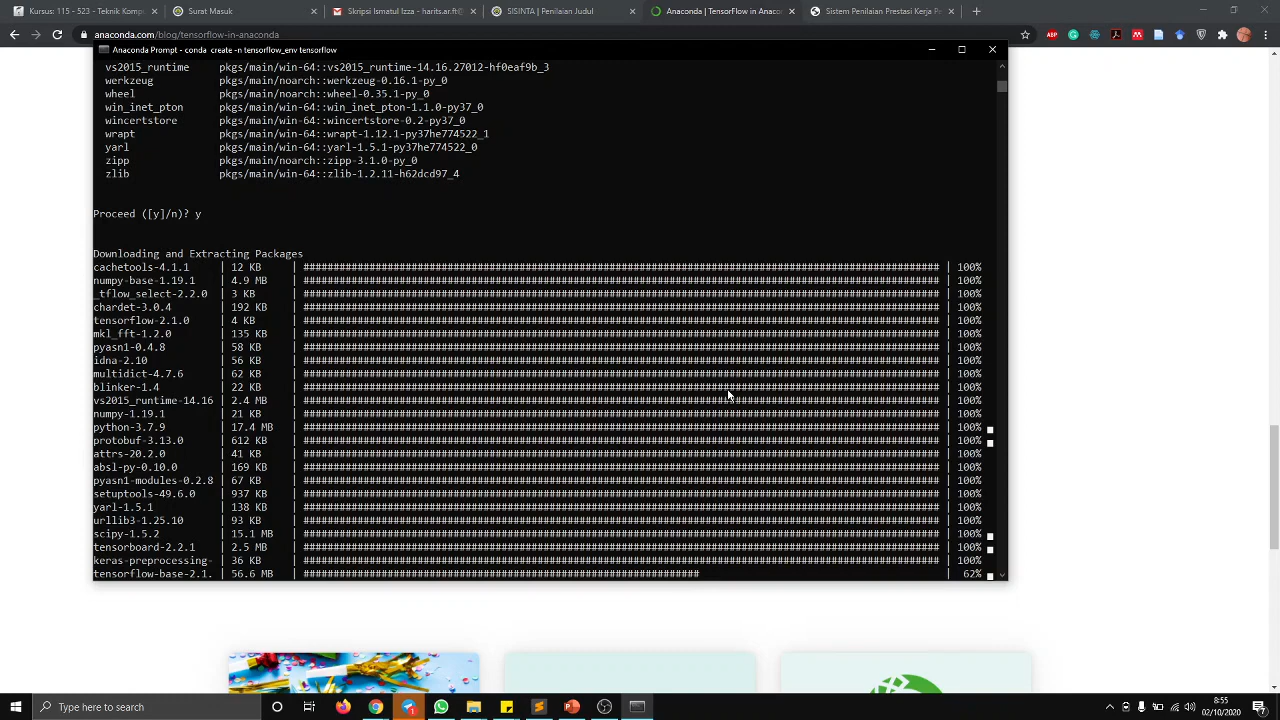 Kursus: 115 - 523 - Teknik Komp
Surat Masuk
Skripsi Ismatul Izza - harits.ar.ft@
SISINTA | Penilaian Judul
Anaconda | TensorFlow in Anaco
Sistem Penilaian Prestasi Kerja P
anaconda.com/blog/tensorflow-in-anaconda
ABP
Anaconda Prompt - conda create -n tensorflow_env tensorflow
vs2015_runtime pkgs/main/win-64::vs2015_runtime-14.16.27012-hf0eaf9b_3
werkzeug pkgs/main/noarch::werkzeug-0.16.1-py_0
wheel pkgs/main/noarch::wheel-0.35.1-py_0
win_inet_pton pkgs/main/win-64::win_inet_pton-1.1.0-py37_0
wincertstore pkgs/main/win-64::wincertstore-0.2-py37_0
wrapt pkgs/main/win-64::wrapt-1.12.1-py37he774522_1
yarl pkgs/main/win-64::yarl-1.5.1-py37he774522_0
zipp pkgs/main/noarch::zipp-3.1.0-py_0
zlib pkgs/main/win-64::zlib-1.2.11-h62dcd97_4
Proceed ([y]/n)? y
Downloading and Extracting Packages
cachetools-4.1.1 | 12 KB | 100%
numpy-base-1.19.1 | 4.9 MB | 100%
_tflow_select-2.2.0 | 3 KB | 100%
chardet-3.0.4 | 192 KB | 100%
tensorflow-2.1.0 | 4 KB | 100%
mkl_fft-1.2.0 | 135 KB | 100%
pyasn1-0.4.8 | 58 KB | 100%
idna-2.10 | 56 KB | 100%
multidict-4.7.6 | 62 KB | 100%
blinker-1.4 | 22 KB | 100%
vs2015_runtime-14.16 | 2.4 MB | 100%
numpy-1.19.1 | 21 KB | 100%
python-3.7.9 | 17.4 MB | 100%
protobuf-3.13.0 | 612 KB | 100%
attrs-20.2.0 | 41 KB | 100%
absl-py-0.10.0 | 169 KB | 100%
pyasn1-modules-0.2.8 | 67 KB | 100%
setuptools-49.6.0 | 937 KB | 100%
yarl-1.5.1 | 138 KB | 100%
urllib3-1.25.10 | 93 KB | 100%
scipy-1.5.2 | 15.1 MB | 100%
tensorboard-2.2.1 | 2.5 MB | 100%
keras-preprocessing- | 36 KB | 100%
tensorflow-base-2.1. | 56.6 MB | 62%
Type here to search
8:55
02/10/2020